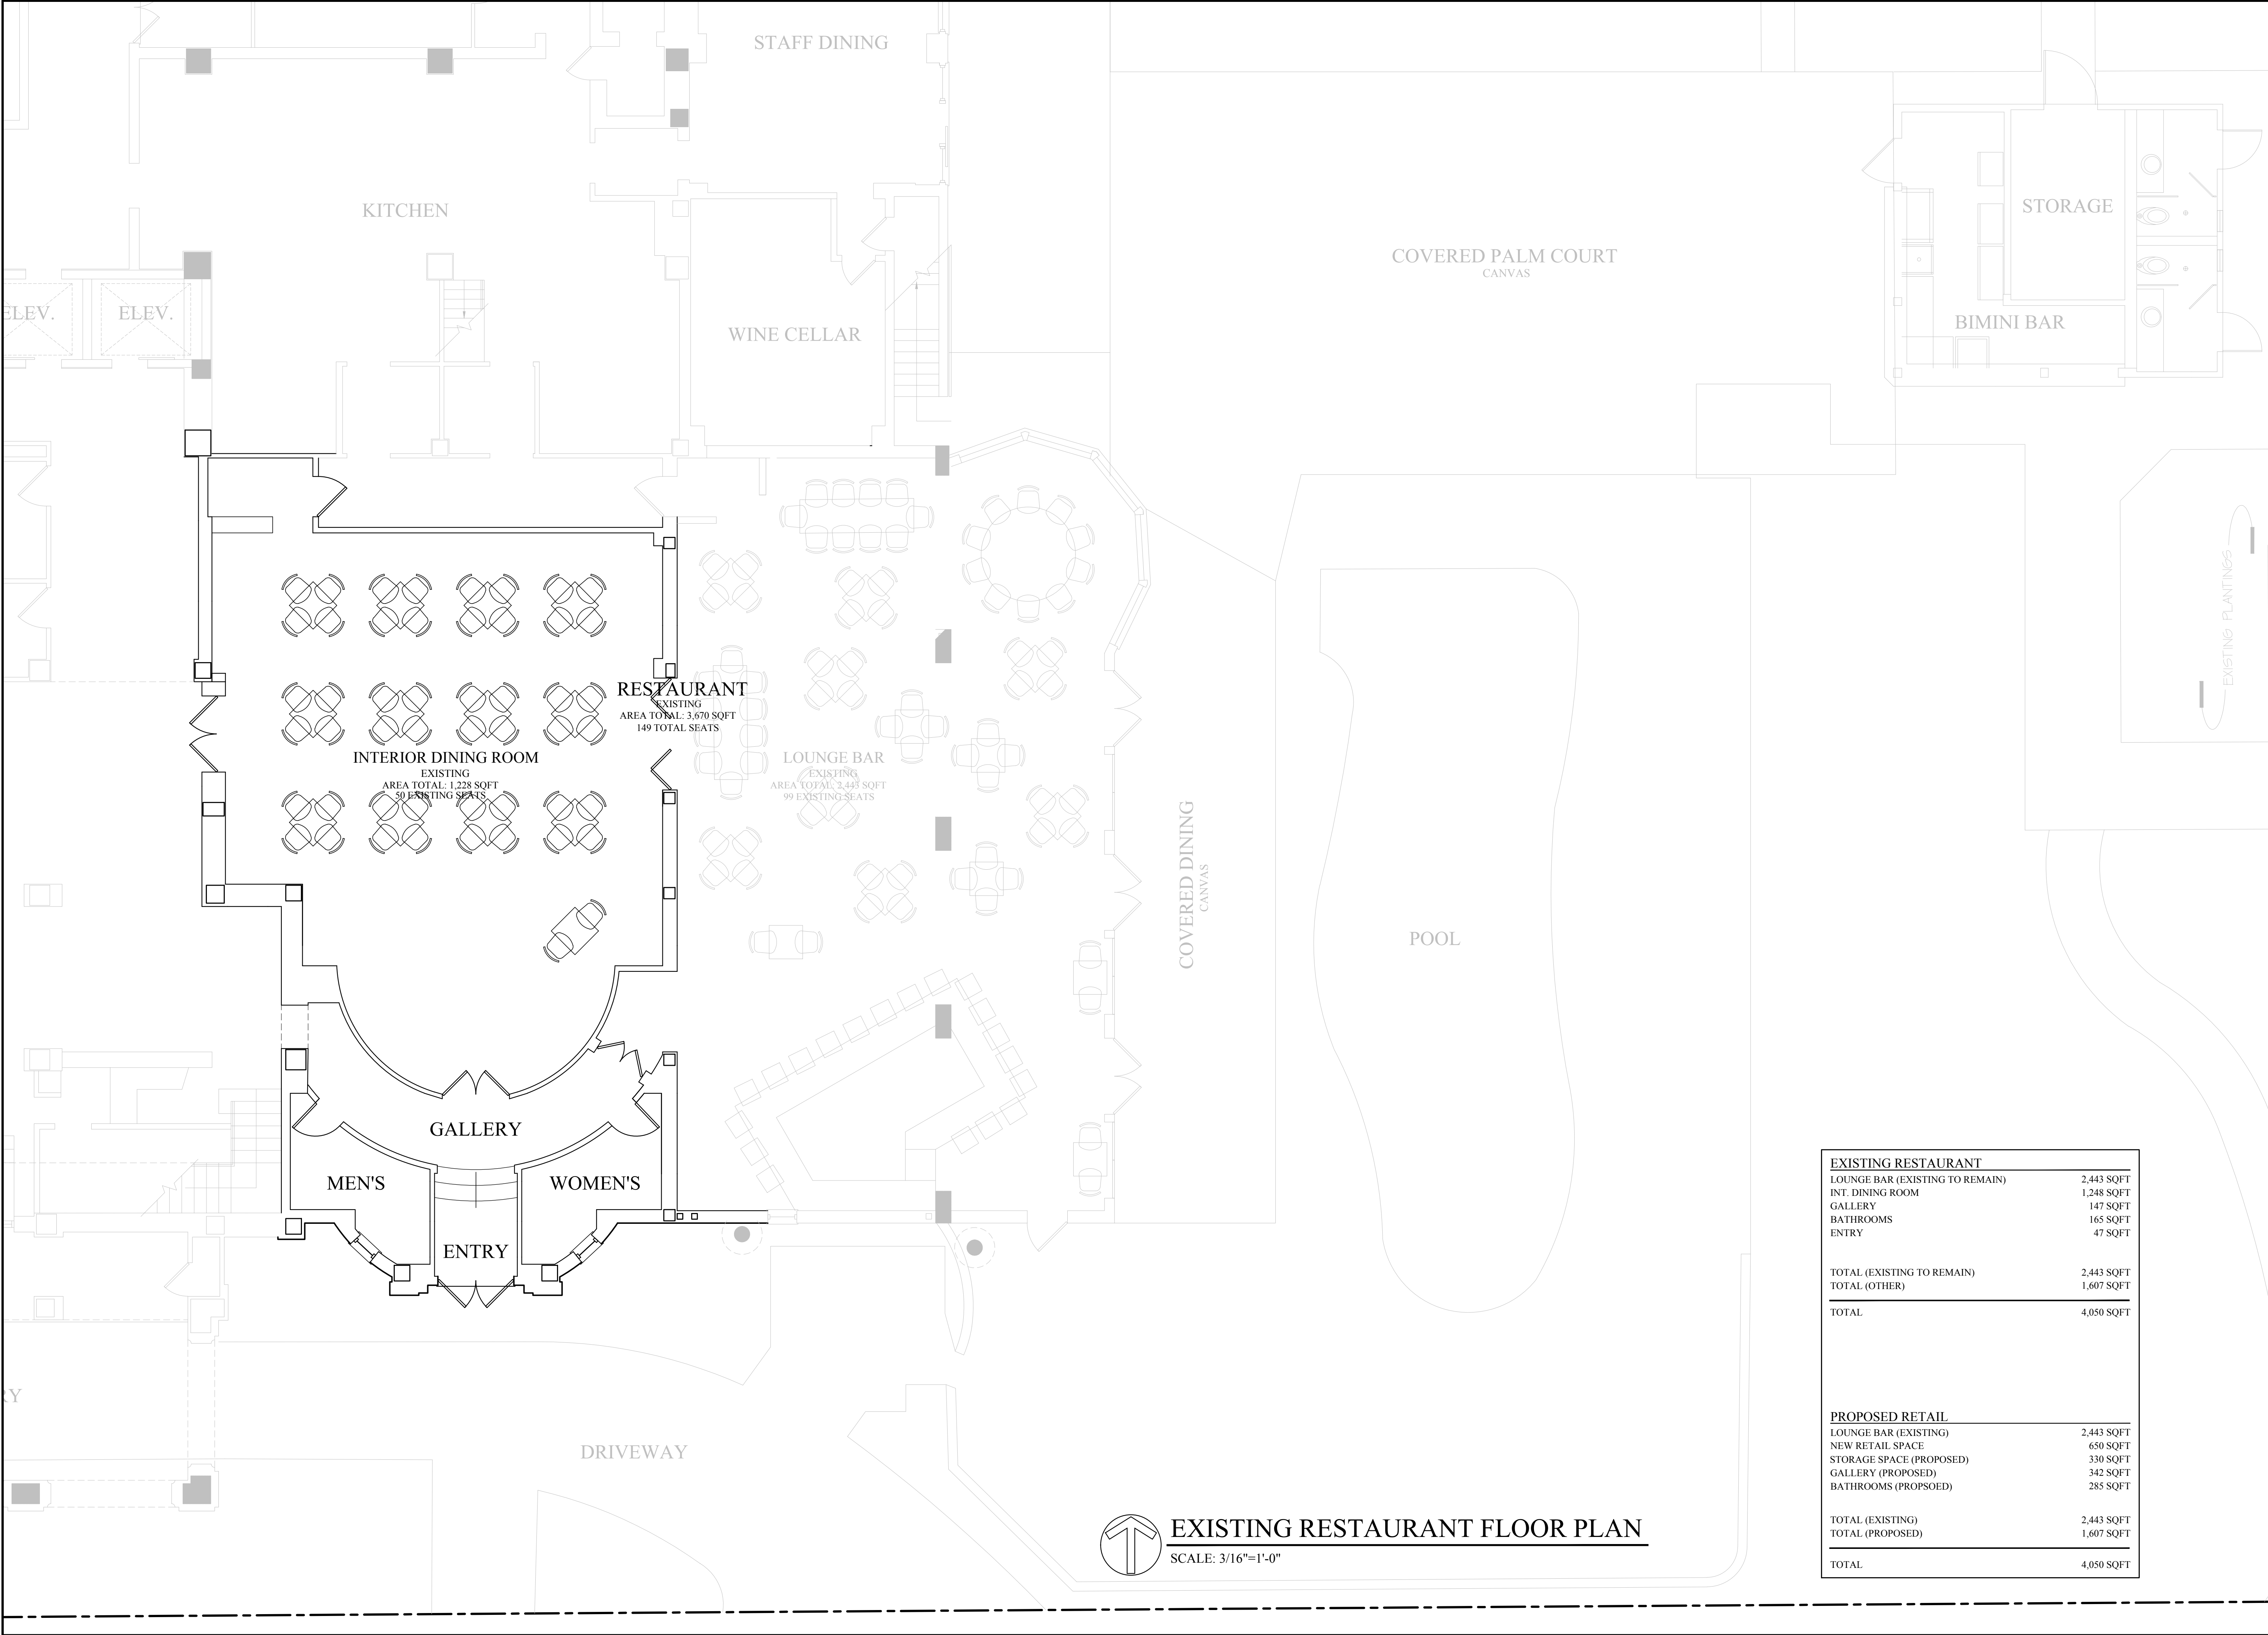 STAFF DINING
KITCHEN
STORAGE
COVERED PALM COURT
CANVAS
ELEV.
ELEV.
WINE CELLAR
BIMINI BAR
EXISTING PLANTINGS
RESTAURANT
EXISTING
AREA TOTAL: 3,670 SQFT
149 TOTAL SEATS
INTERIOR DINING ROOM
EXISTING
AREA TOTAL: 1,228 SQFT
50 EXISTING SEATS
LOUNGE BAR
EXISTING
AREA TOTAL: 2,443 SQFT
99 EXISTING SEATS
COVERED DINING
CANVAS
POOL
GALLERY
MEN'S
WOMEN'S
ENTRY
RY
DRIVEWAY
EXISTING RESTAURANT
LOUNGE BAR (EXISTING TO REMAIN) 2,443 SQFT
INT. DINING ROOM 1,248 SQFT
GALLERY 147 SQFT
BATHROOMS 165 SQFT
ENTRY 47 SQFT
TOTAL (EXISTING TO REMAIN) 2,443 SQFT
TOTAL (OTHER) 1,607 SQFT
TOTAL 4,050 SQFT
PROPOSED RETAIL
LOUNGE BAR (EXISTING) 2,443 SQFT
NEW RETAIL SPACE 650 SQFT
STORAGE SPACE (PROPOSED) 330 SQFT
GALLERY (PROPOSED) 342 SQFT
BATHROOMS (PROPSOED) 285 SQFT
TOTAL (EXISTING) 2,443 SQFT
TOTAL (PROPOSED) 1,607 SQFT
TOTAL 4,050 SQFT
EXISTING RESTAURANT FLOOR PLAN
SCALE: 3/16"=1'-0"